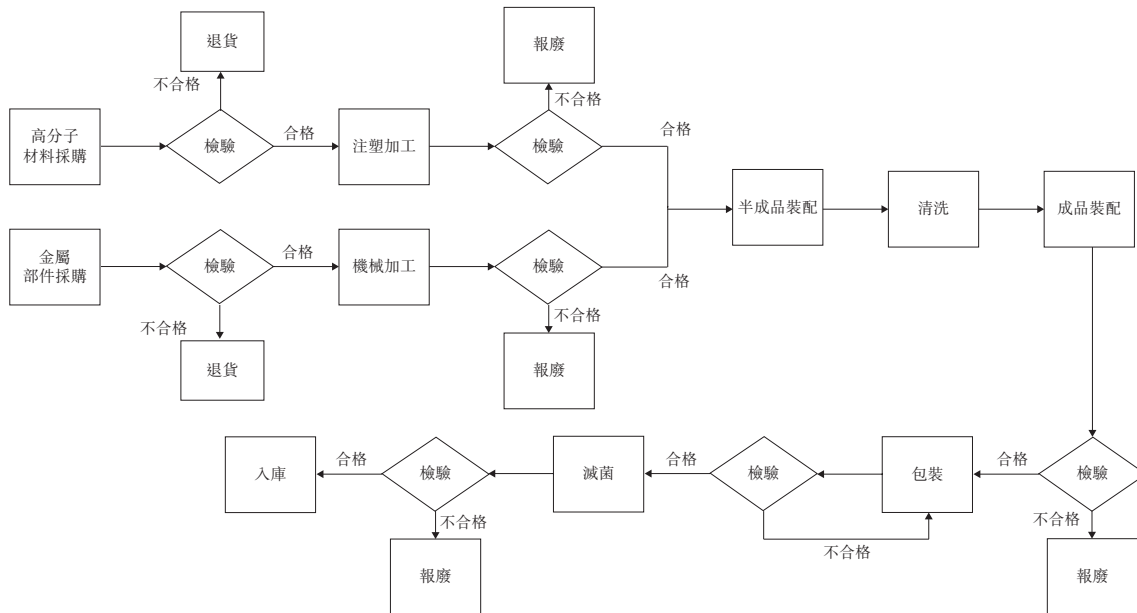 退貨
不合格
高分子
材料採購
檢驗
合格
注塑加工
報廢
不合格
檢驗
合格
金屬
部件採購
檢驗
合格
不合格
退貨
機械加工
檢驗
合格
不合格
報廢
半成品裝配
清洗
成品裝配
檢驗
不合格
報廢
合格
包裝
檢驗
不合格
合格
滅菌
檢驗
不合格
報廢
合格
入庫